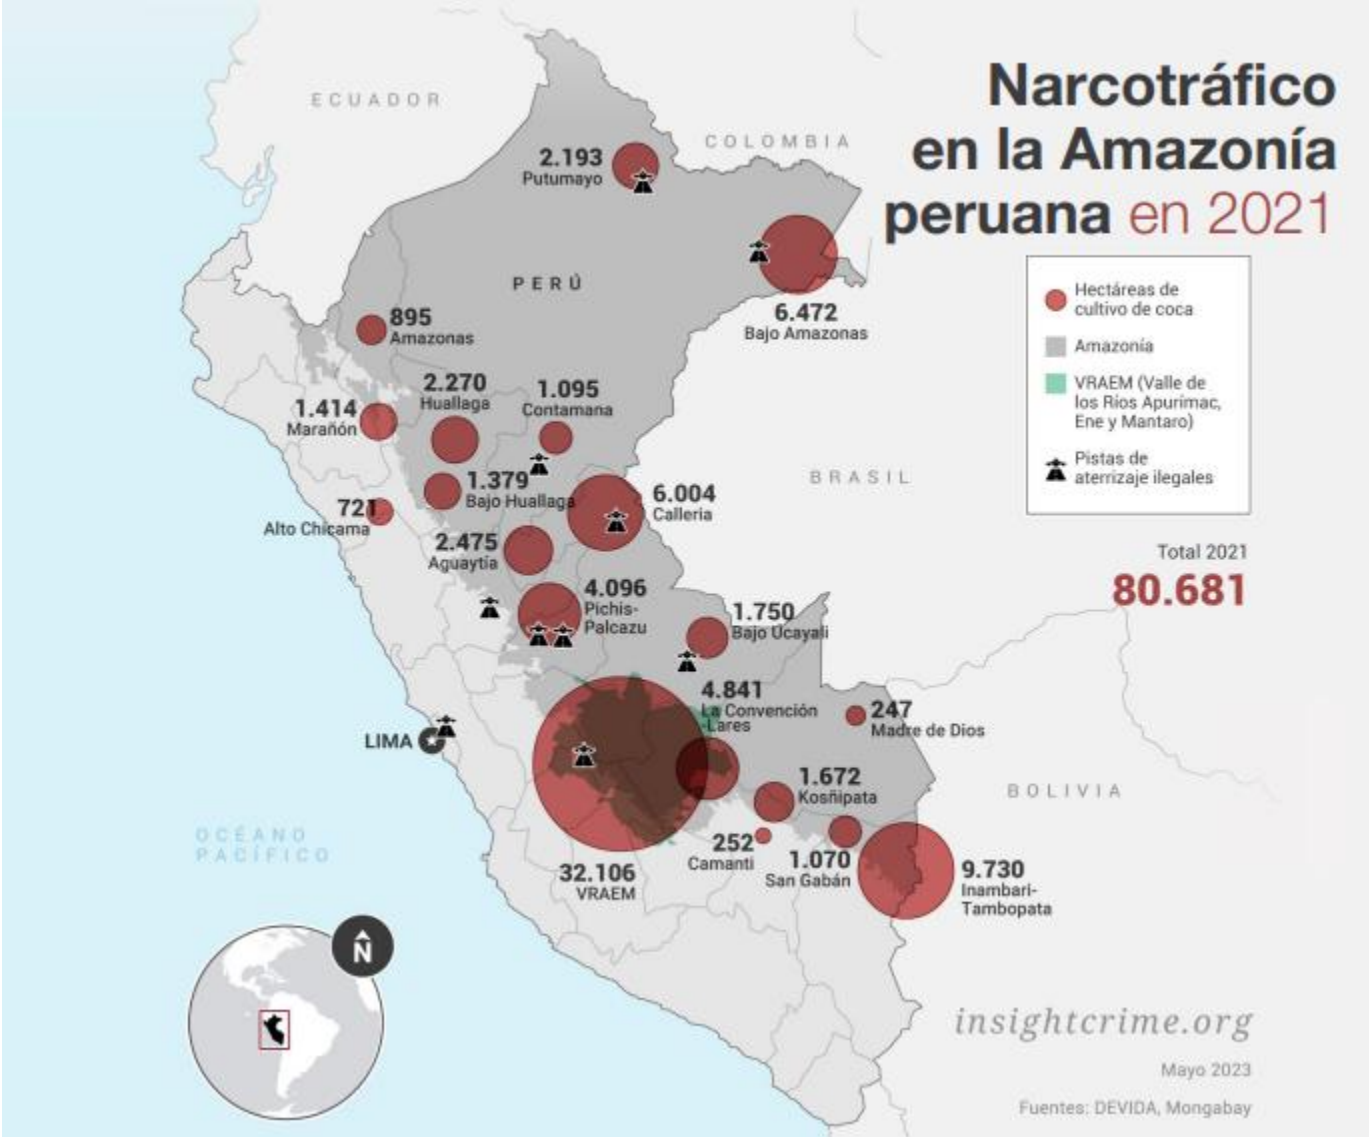 Narcotráfico
en la Amazonía
peruana en 2021
ECUADOR
COLOMBIA
2.193
Putumayo
PERÚ
6.472
Bajo Amazonas
895
Amazonas
2.270
Huallaga
1.095
Contamana
1.414
Marañón
1.379
Bajo Huallaga
721
Alto Chicama
6.004
Calleria
BRASIL
2.475
Aguaytía
4.096
Pichis-
Palcazu
1.750
Bajo Ucayali
4.841
La Convención
-Lares
247
Madre de Dios
LIMA
1.672
Kosñipata
BOLIVIA
252
Camanti
1.070
San Gabán
32.106
VRAEM
9.730
Inambari-
Tambopata
OCÉANO
PACÍFICO
N
Hectáreas de
cultivo de coca
Amazonía
VRAEM (Valle de
los Ríos Apurímac,
Ene y Mantaro)
Pistas de
aterrizaje ilegales
Total 2021
80.681
insightcrime.org
Mayo 2023
Fuentes: DEVIDA, Mongabay